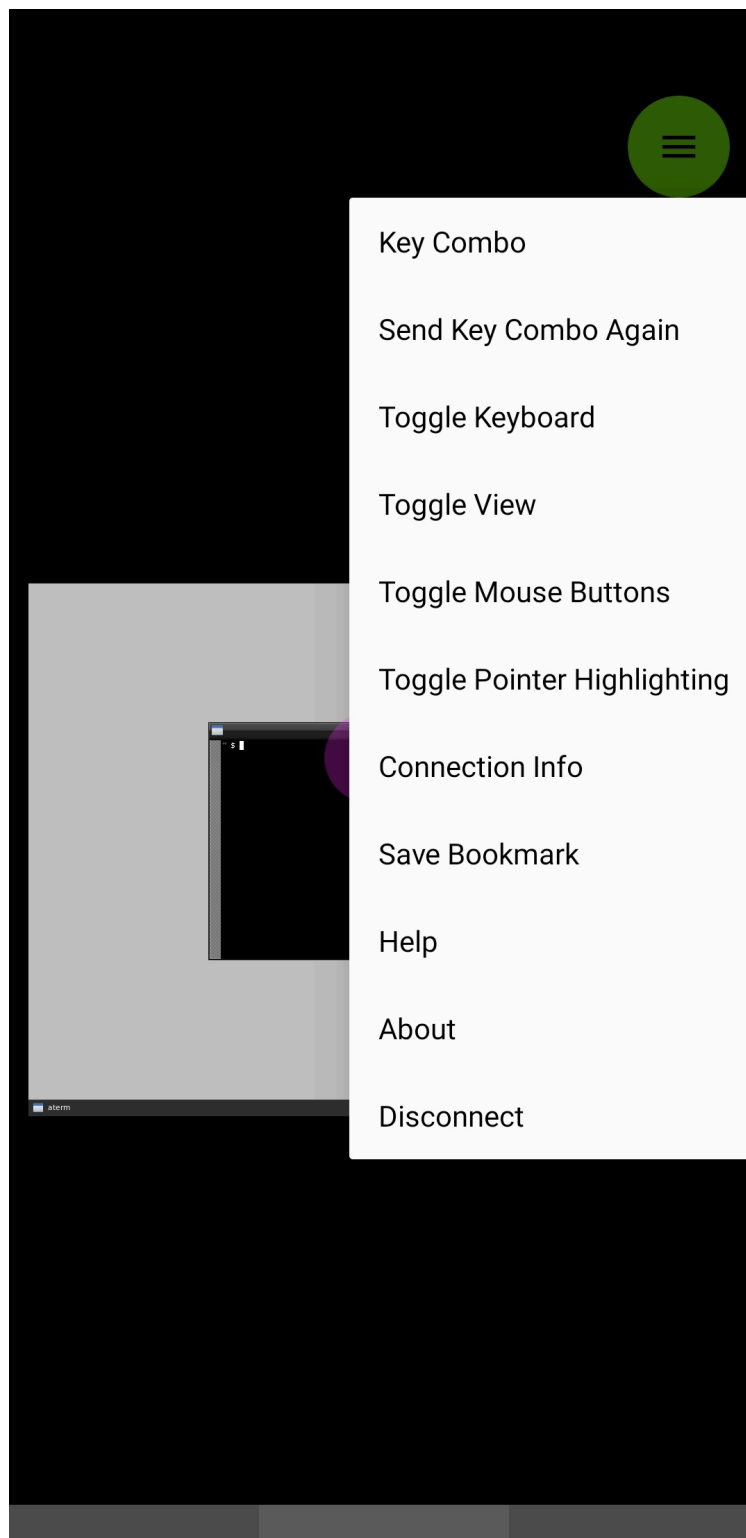 Key Combo
Send Key Combo Again
Toggle Keyboard
Toggle View
Toggle Mouse Buttons
Toggle Pointer Highlighting
~ $
Connection Info
Save Bookmark
Help
About
aterm
Disconnect